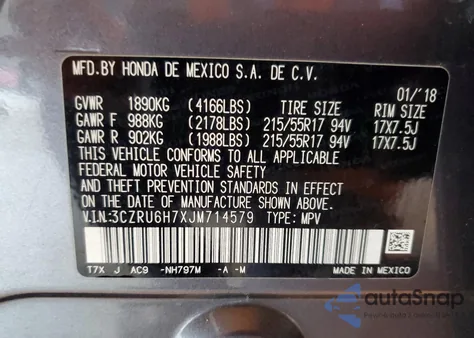 MFD.BY HONDA DE MEXICO S.A. DE C.V.
01/'18
GVWR 1890KG (4166LBS) TIRE SIZE RIM SIZE
GAWR F 988KG (2178LBS) 215/55R17 94V 17X7.5J
GAWR R 902KG (1988LBS) 215/55R17 94V 17X7.5J
THIS VEHICLE CONFORMS TO ALL APPLICABLE
FEDERAL MOTOR VEHICLE SAFETY, BUMPER,
AND THEFT PREVENTION STANDARDS IN
EFFECT ON THE DATE OF MANUFACTURE
SHOWN ABOVE.
V.I.N:3CZRU6H7XJM714579 TYPE: MPV
T7X J AC9 -NH797M -A -M MADE IN MEXICO
autoSnap